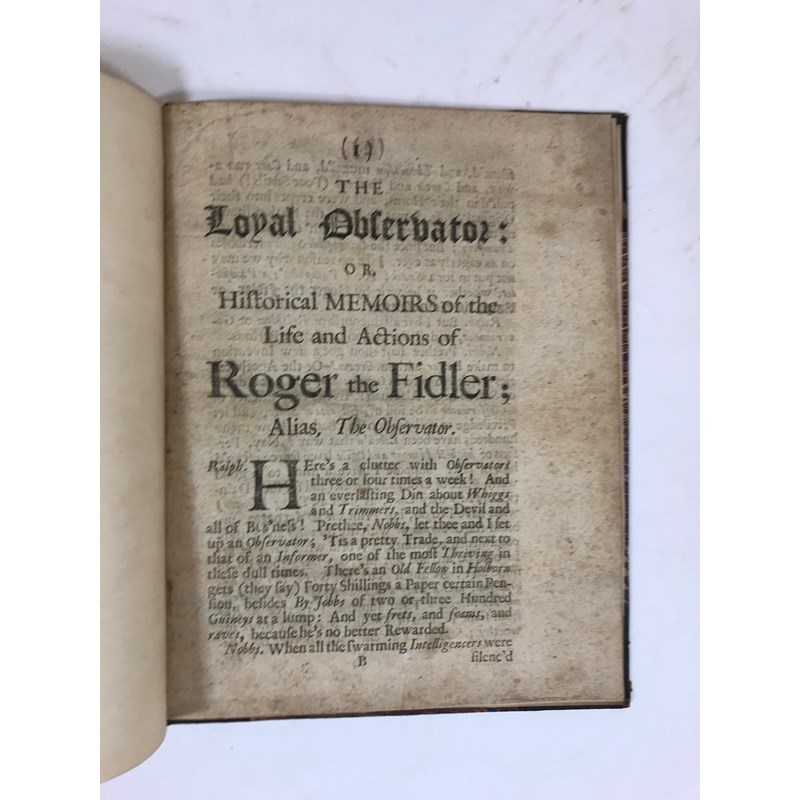 (1)
THE
Loyal Obſervator:
OR,
Hiſtorical MEMOIRS of the
Life and Actions of
Roger the Fidler;
Alias, The Obſervator.
Ralph. HEre's a clutter with Obſervators
three or four times a week! And
an everlaſting Din about Whiggs
and Trimmers, and the Devil and
all of Buſ'neſs! Prethee, Nobbs, let thee and I ſet
up an Obſervator; 'Tis a pretty Trade, and next to
that of an Informer, one of the moſt Thriving in
theſe dull times. There's an Old Fellow in Holborn
gets (they ſay) Forty Shillings a Paper certain Pen-
ſion, beſides By-Jobbs of two or three Hundred
Guineys at a lump: And yet frets, and foams, and
raves, becauſe he's no better Rewarded.
Nobbs. When all the ſwarming Intelligencers were
B ſilenc'd